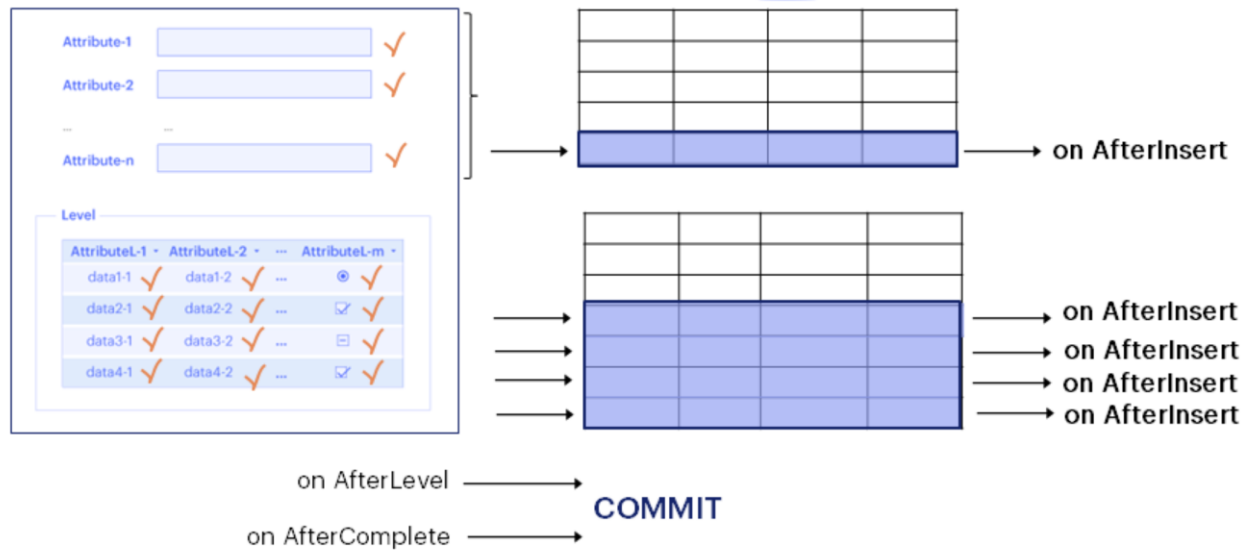 Attribute-1
Attribute-2
... ...
Attribute-n
on AfterInsert
Level
AttributeL-1 AttributeL-2 ... AttributeL-m
data1-1 data1-2 ...
data2-1 data2-2 ...
data3-1 data3-2 ...
data4-1 data4-2 ...
on AfterInsert
on AfterInsert
on AfterInsert
on AfterInsert
on AfterLevel
COMMIT
on AfterComplete